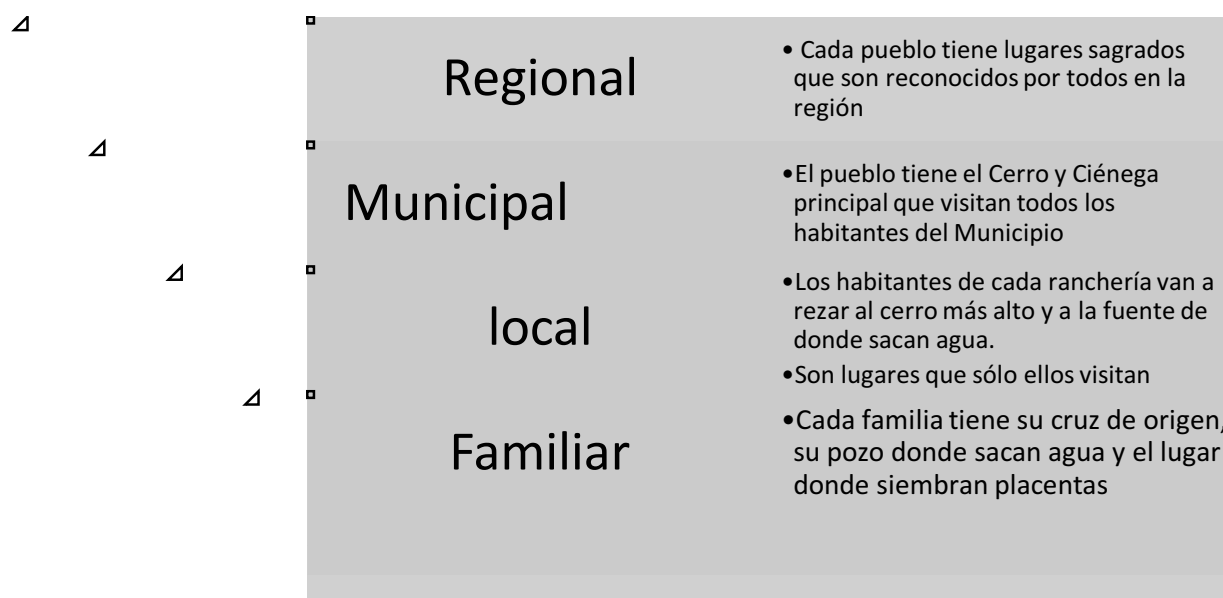 Regional
• Cada pueblo tiene lugares sagrados
que son reconocidos por todos en la
región
Municipal
•El pueblo tiene el Cerro y Ciénega
principal que visitan todos los
habitantes del Municipio
local
•Los habitantes de cada ranchería van a
rezar al cerro más alto y a la fuente de
donde sacan agua.
•Son lugares que sólo ellos visitan
Familiar
•Cada familia tiene su cruz de origen,
su pozo donde sacan agua y el lugar
donde siembran placentas